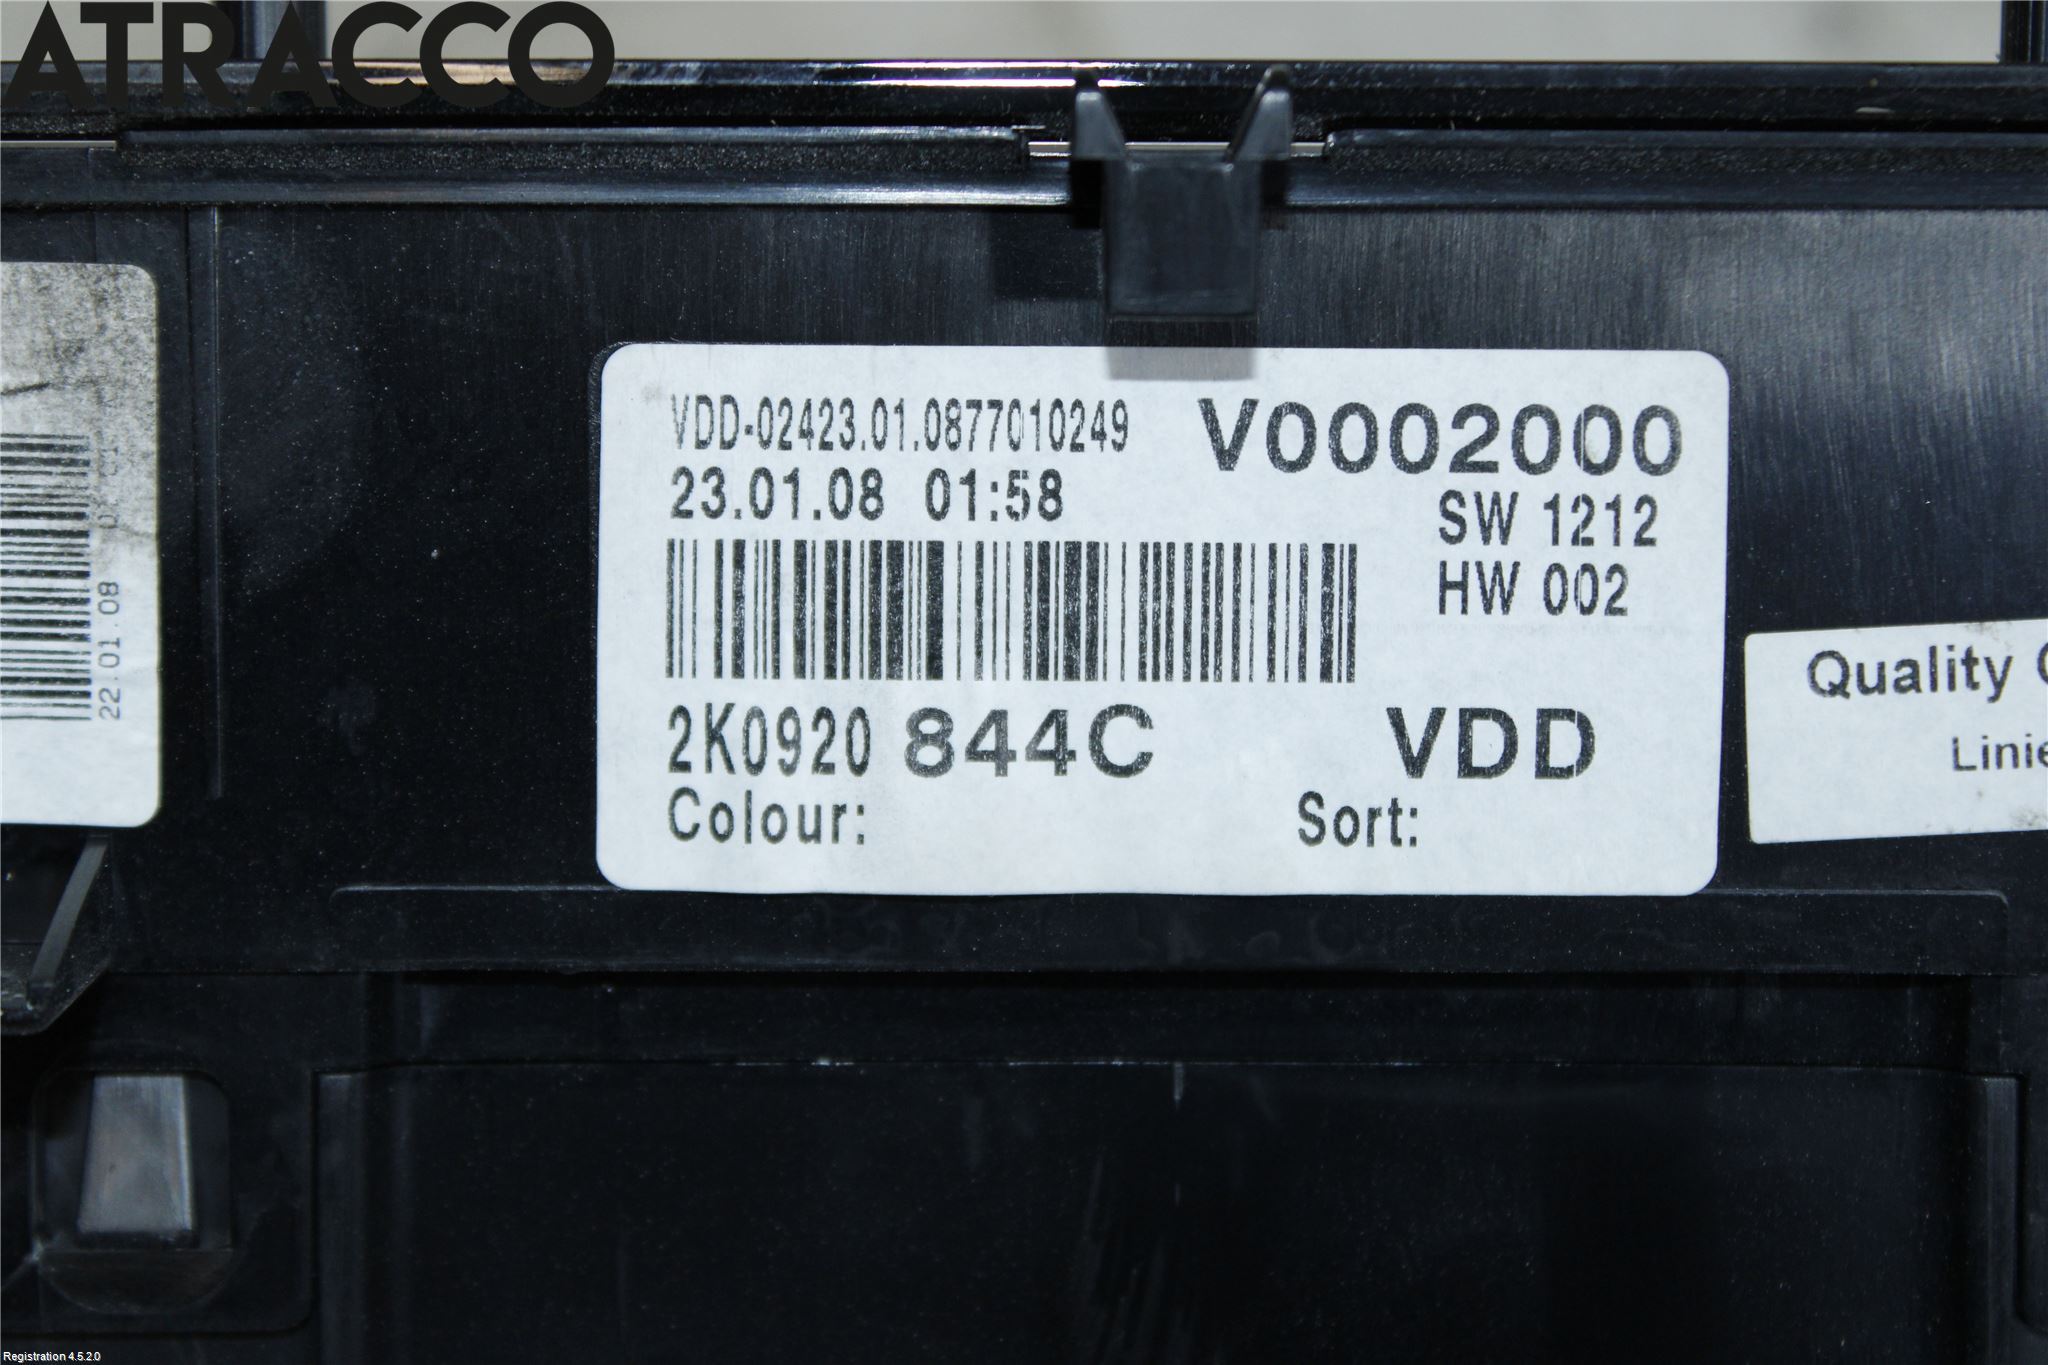 ATRACCO
VDD-02423.01.0877010249
V0002000
23.01.08 01:58
SW 1212
HW 002
2K0920 844C VDD
Colour: Sort:
22.01.08
Quality
Registration 4.5.2.0